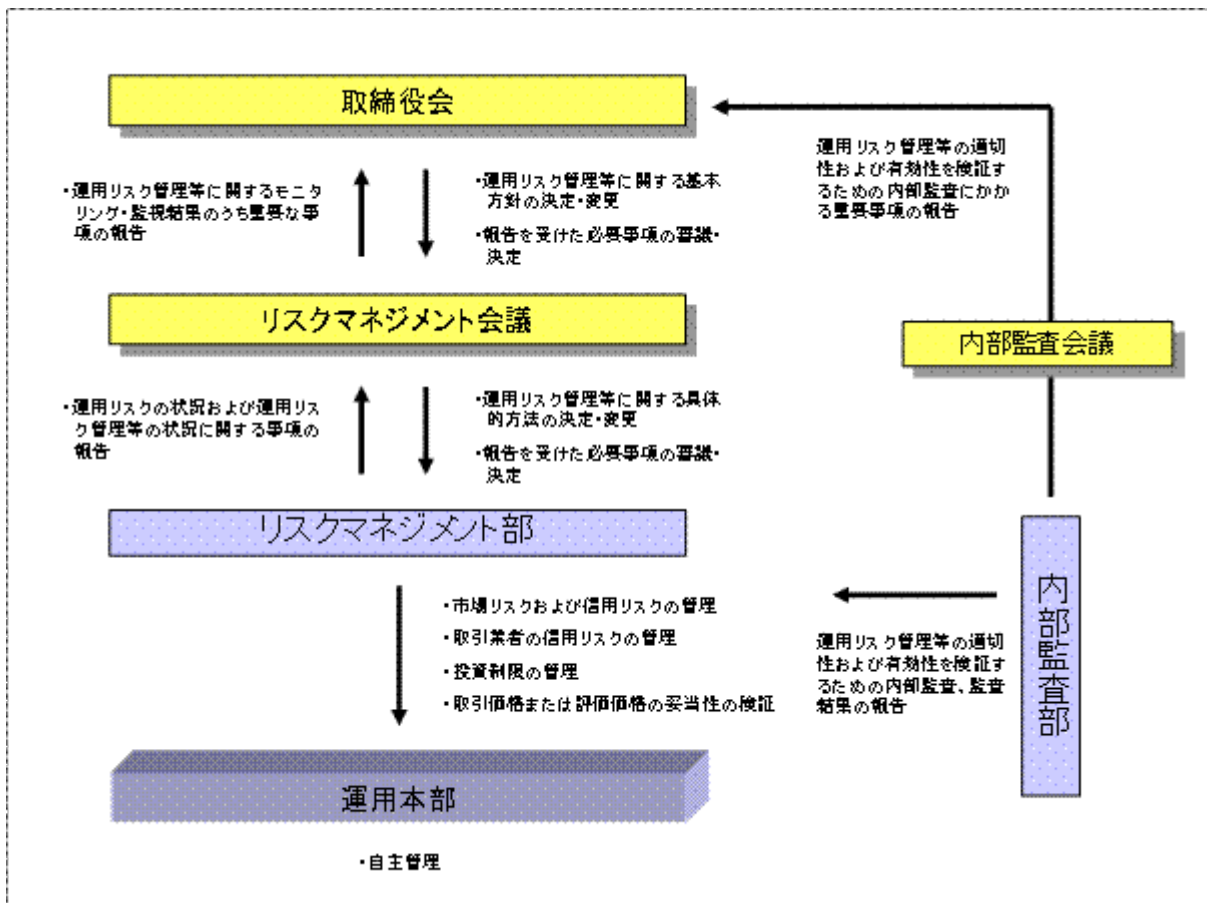 取締役会
・運用リスク管理等に関するモニ
タリング・監視結果のうち重要な事
項の報告
・運用リスク管理等に関する基本
方針の決定・変更
・報告を受けた必要事項の審議・
決定
運用リスク管理等の適切
性および有効性を検証す
るための内部監査にかか
る重要事項の報告
リスクマネジメント会議
内部監査会議
・運用リスクの状況および運用リス
ク管理等の状況に関する事項の
報告
・運用リスク管理等に関する具体
的方法の決定・変更
・報告を受けた必要事項の審議・
決定
リスクマネジメント部
・市場リスクおよび信用リスクの管理
・取引業者の信用リスクの管理
・投資制限の管理
・取引価格または評価価格の妥当性の検証
運用リスク管理等の適切
性および有効性を検証す
るための内部監査、監査
結果の報告
内部監査部
運用本部
・自主管理